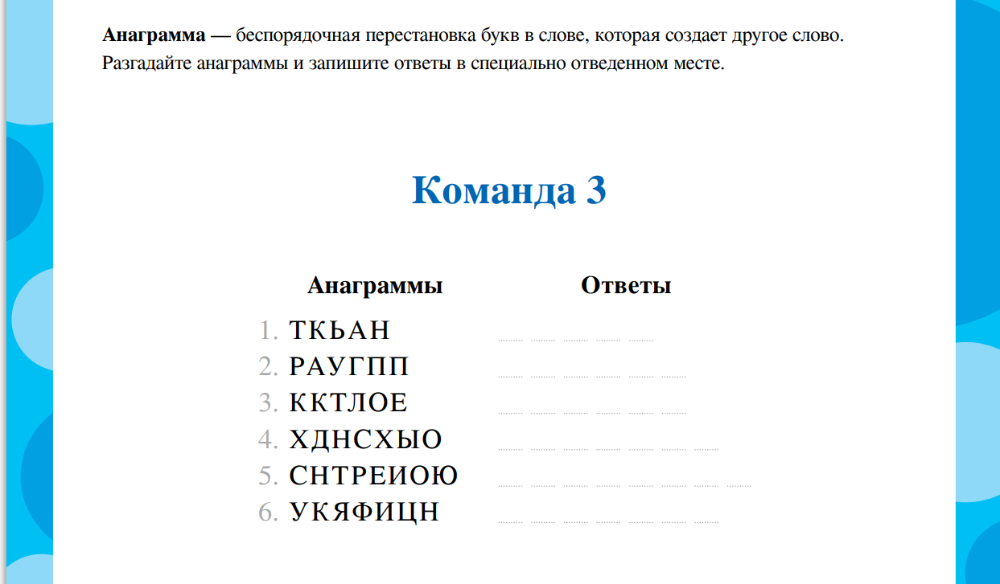 Анаграмма — беспорядочная перестановка букв в слове, которая создает другое слово.
Разгадайте анаграммы и запишите ответы в специально отведенном месте.
Команда 3
Анаграммы Ответы
1. ТКЬАН
2. РАУГПП
3. ККТЛОЕ
4. ХДНСХЫО
5. СНТРЕИОЮ
6. УКЯФИЦН